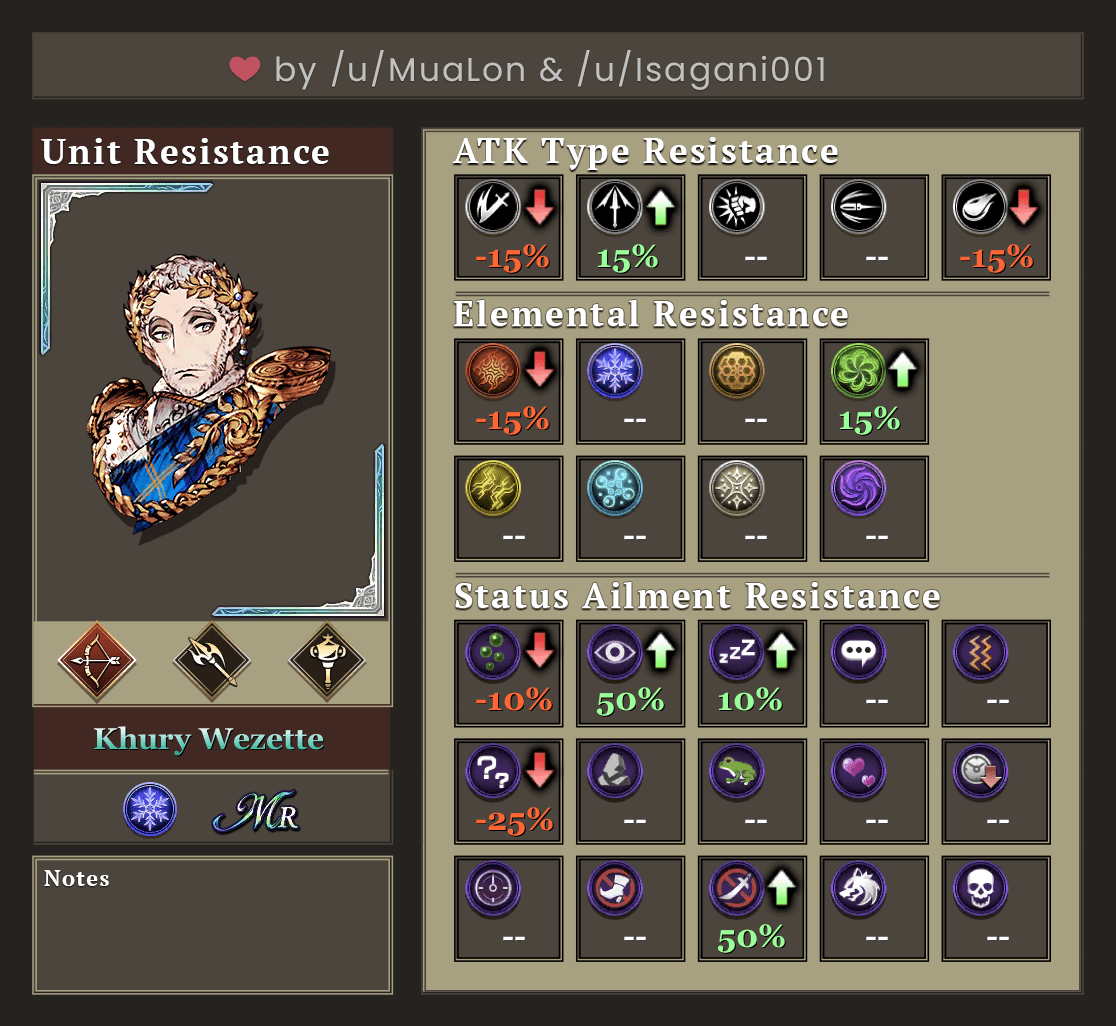 by /u/MuaLon & /u/Isagani001
Unit Resistance
Khury Wezette
MR
Notes
ATK Type Resistance
-15% 15% -- -- -15%
Elemental Resistance
-15% -- -- 15%
-- -- -- --
Status Ailment Resistance
zzZ
-10% 50% 10% -- --
??
-25% -- -- -- --
-- -- 50% -- --